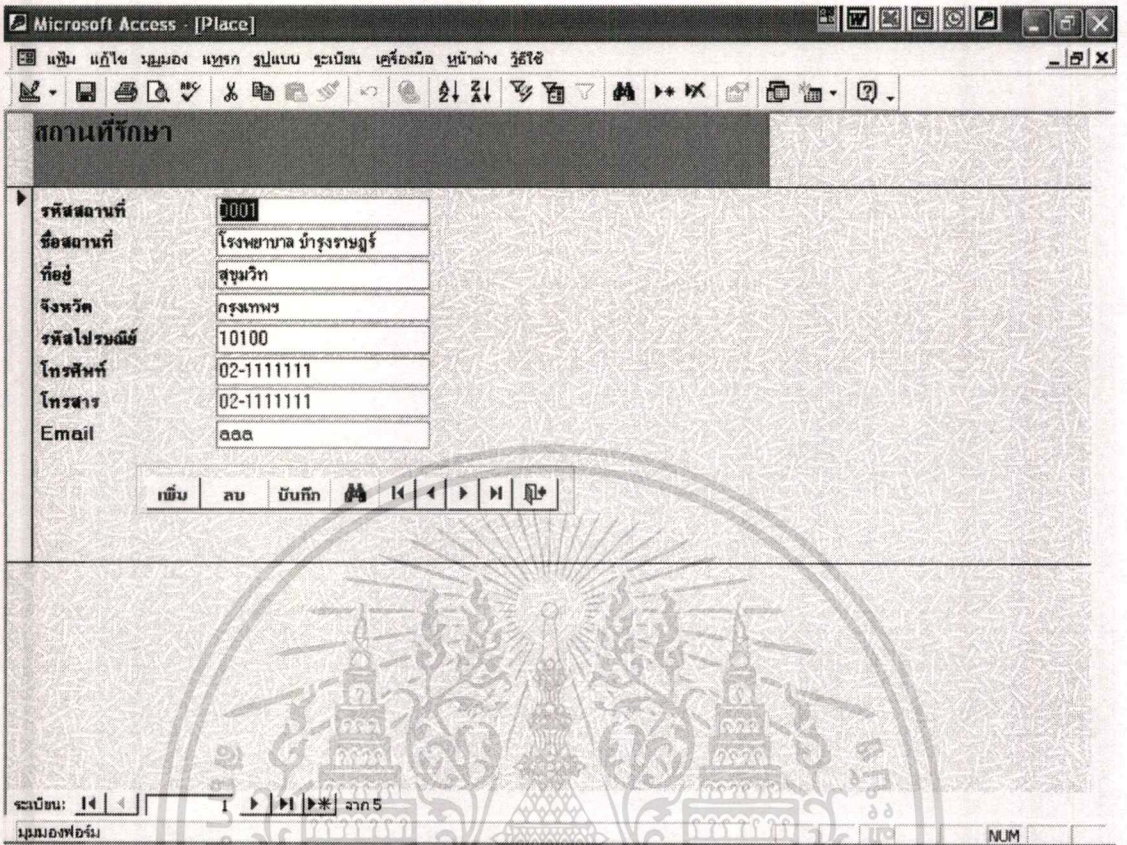 Microsoft Access - [Place]
แฟ้ม แก้ไข มุมมอง แทรก รูปแบบ ระเบียน เครื่องมือ หน้าต่าง วิธีใช้
สถานที่รักษา
รหัสสถานที่ 0001
ชื่อสถานที่ โรงพยาบาล บำรุงราษฎร์
ที่อยู่ สุขุมวิท
จังหวัด กรุงเทพฯ
รหัสไปรษณีย์ 10100
โทรศัพท์ 02-1111111
โทรสาร 02-1111111
Email aaa
เพิ่ม ลบ บันทึก
ระเบียน: 1 จาก 5
มุมมองฟอร์ม NUM